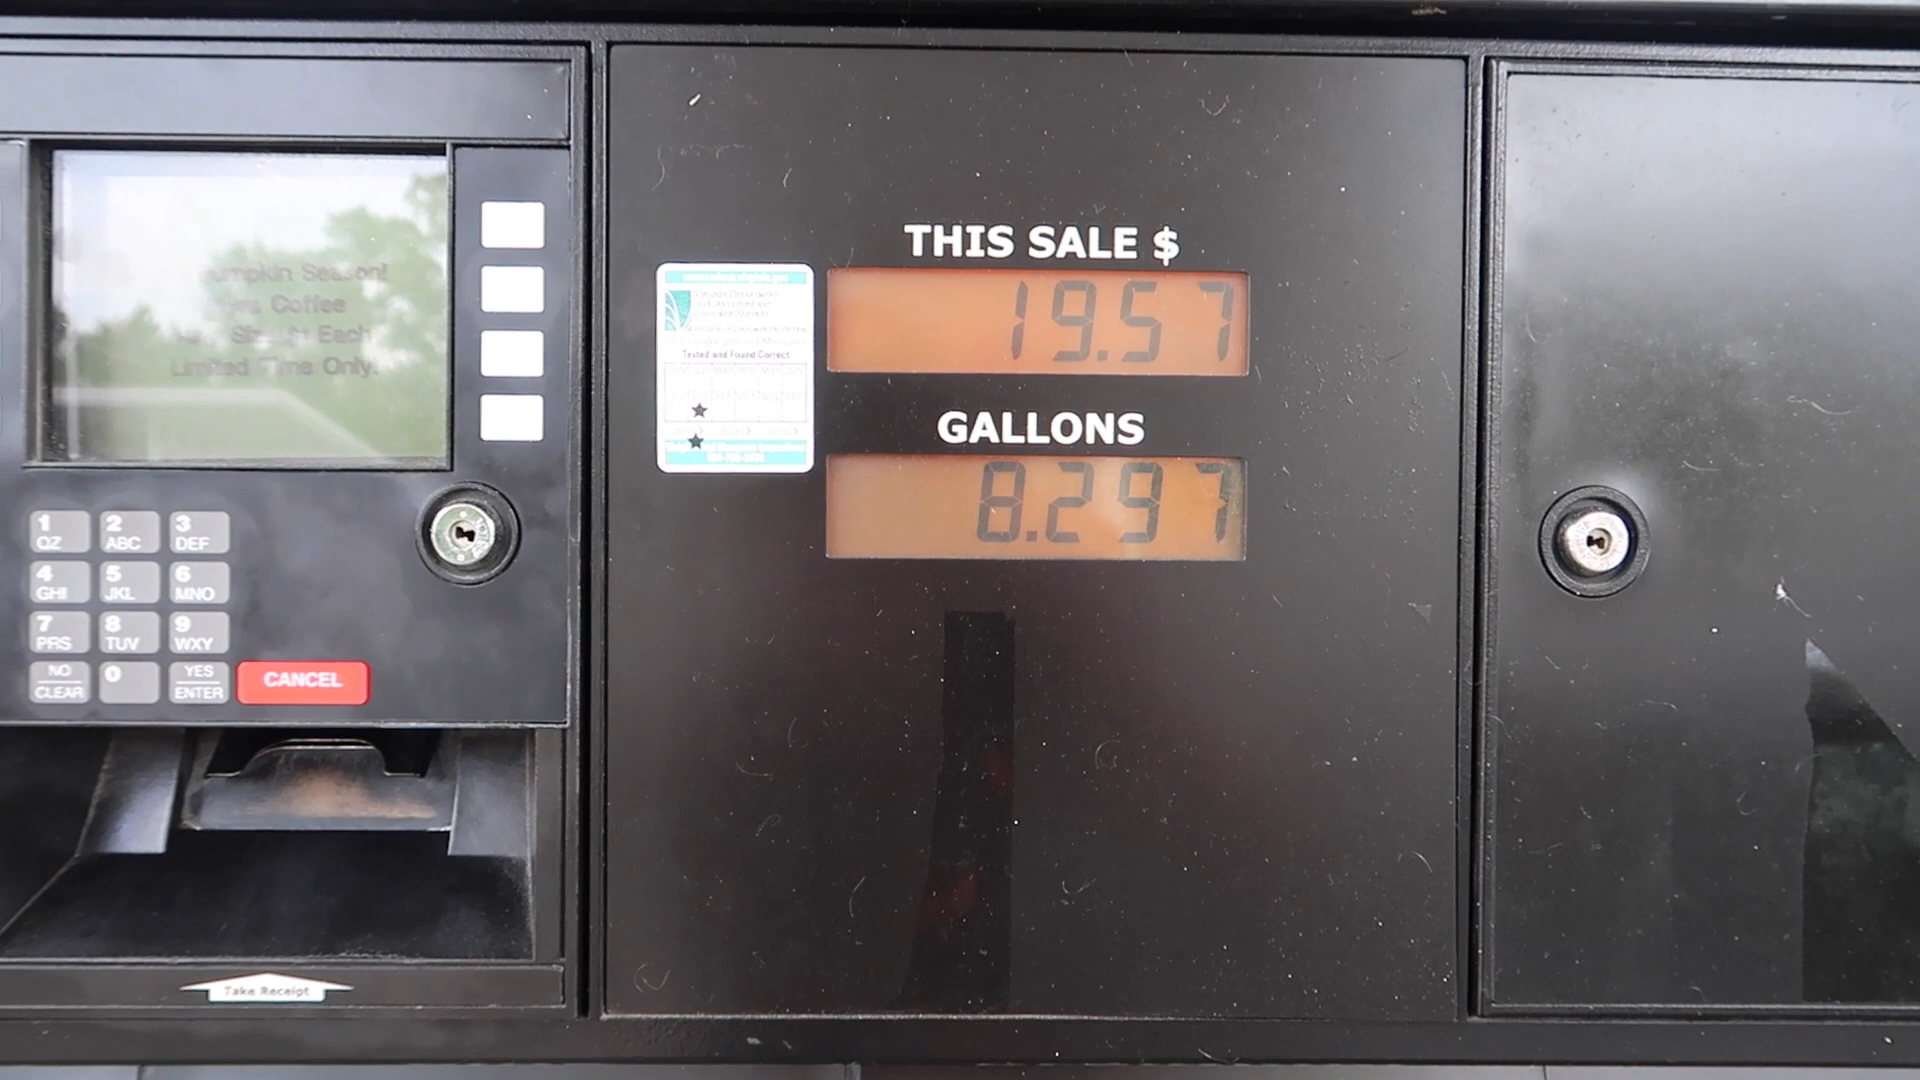 Season!
Coffee
Each
Limited Time Only.
1 2 3
QZ ABC DEF
4 5 6
GHI JKL MNO
7 8 9
PRS TUV WXY
NO 0 YES
CLEAR ENTER
CANCEL
Take Receipt
Tested and Found Correct
THIS SALE $
19.57
GALLONS
8.297